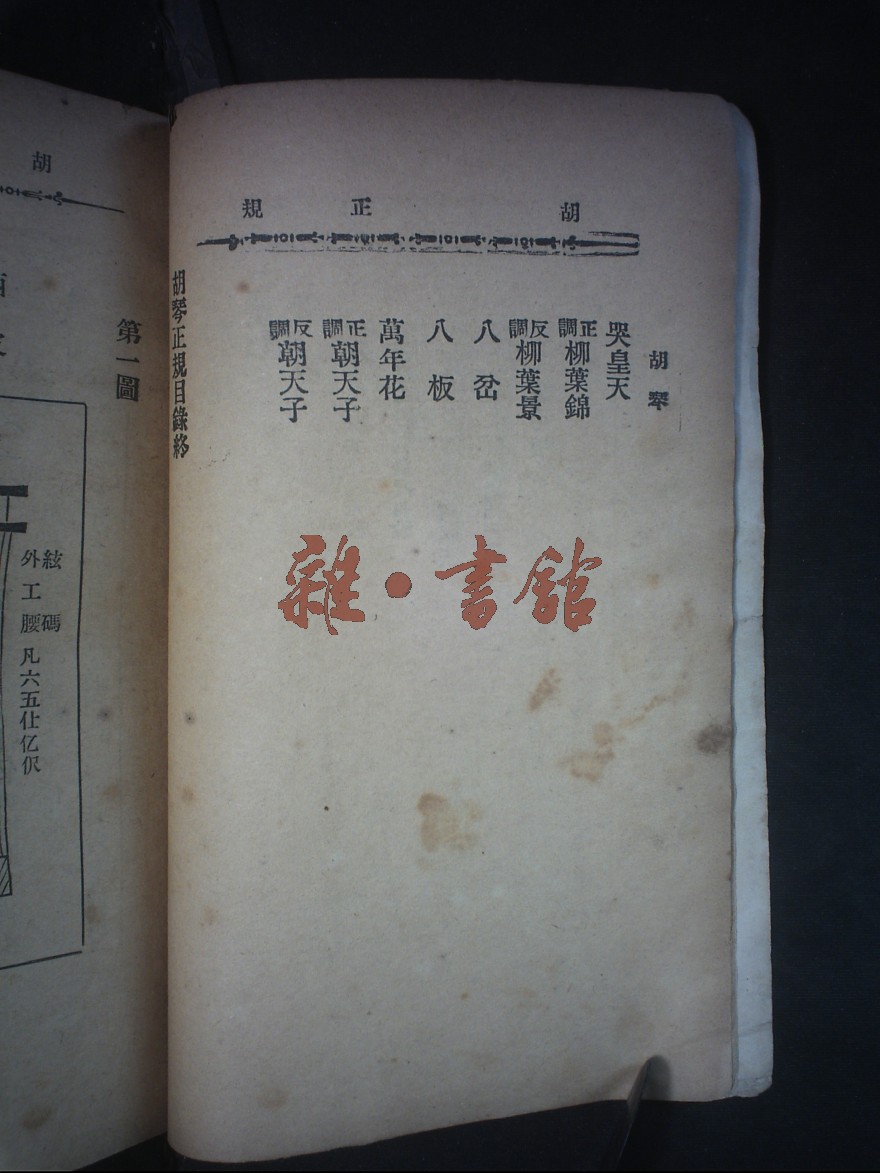 胡 正 規
胡琴
哭皇天
正調柳葉錦
反調柳葉景
八岔
八板
萬年花
正調朝天子
反調朝天子
胡琴正規目錄終
雜·書館
胡
第一圖
絃碼
外工腰凡六五仕亿伬